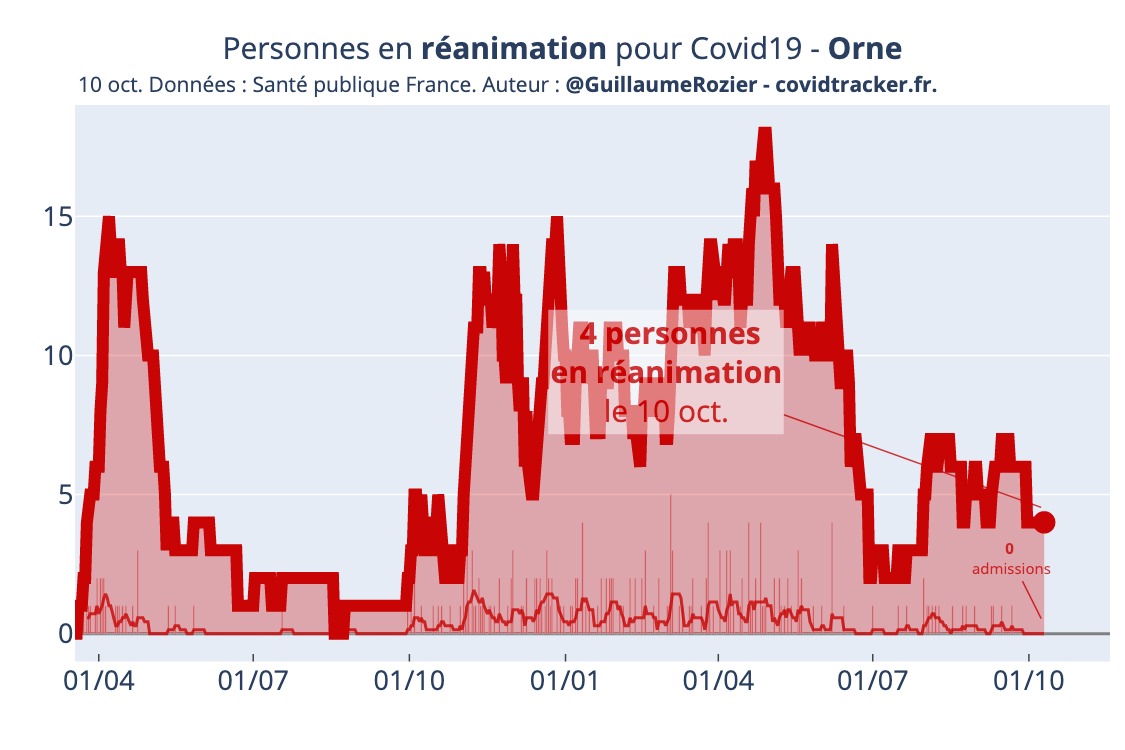 Personnes en réanimation pour Covid19 - Orne
10 oct. Données : Santé publique France. Auteur : @GuillaumeRozier - covidtracker.fr.
15
10
5
0
4 personnes
en réanimation
le 10 oct.
0
admissions
01/04
01/07
01/10
01/01
01/04
01/07
01/10